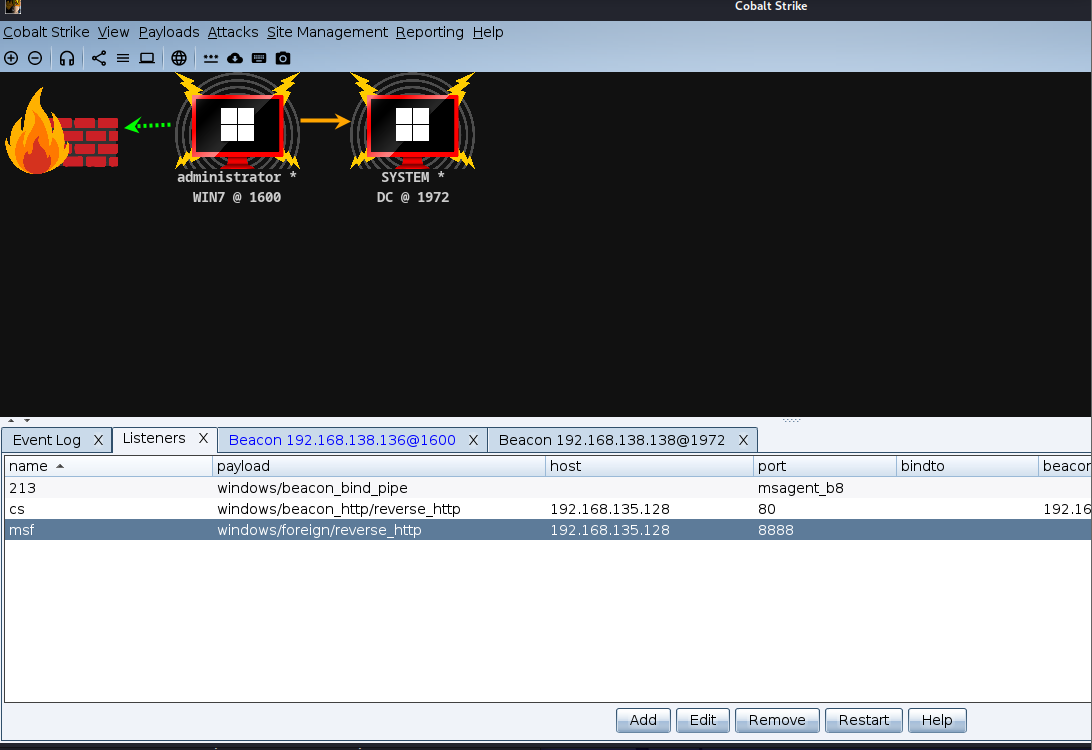 Cobalt Strike
Cobalt Strike View Payloads Attacks Site Management Reporting Help
administrator * SYSTEM *
WIN7 @ 1600 DC @ 1972
Event Log X Listeners X Beacon 192.168.138.136@1600 X Beacon 192.168.138.138@1972 X
name payload host port bindto beacon
213 windows/beacon_bind_pipe msagent_b8
cs windows/beacon_http/reverse_http 192.168.135.128 80 192.16
msf windows/foreign/reverse_http 192.168.135.128 8888
Add Edit Remove Restart Help